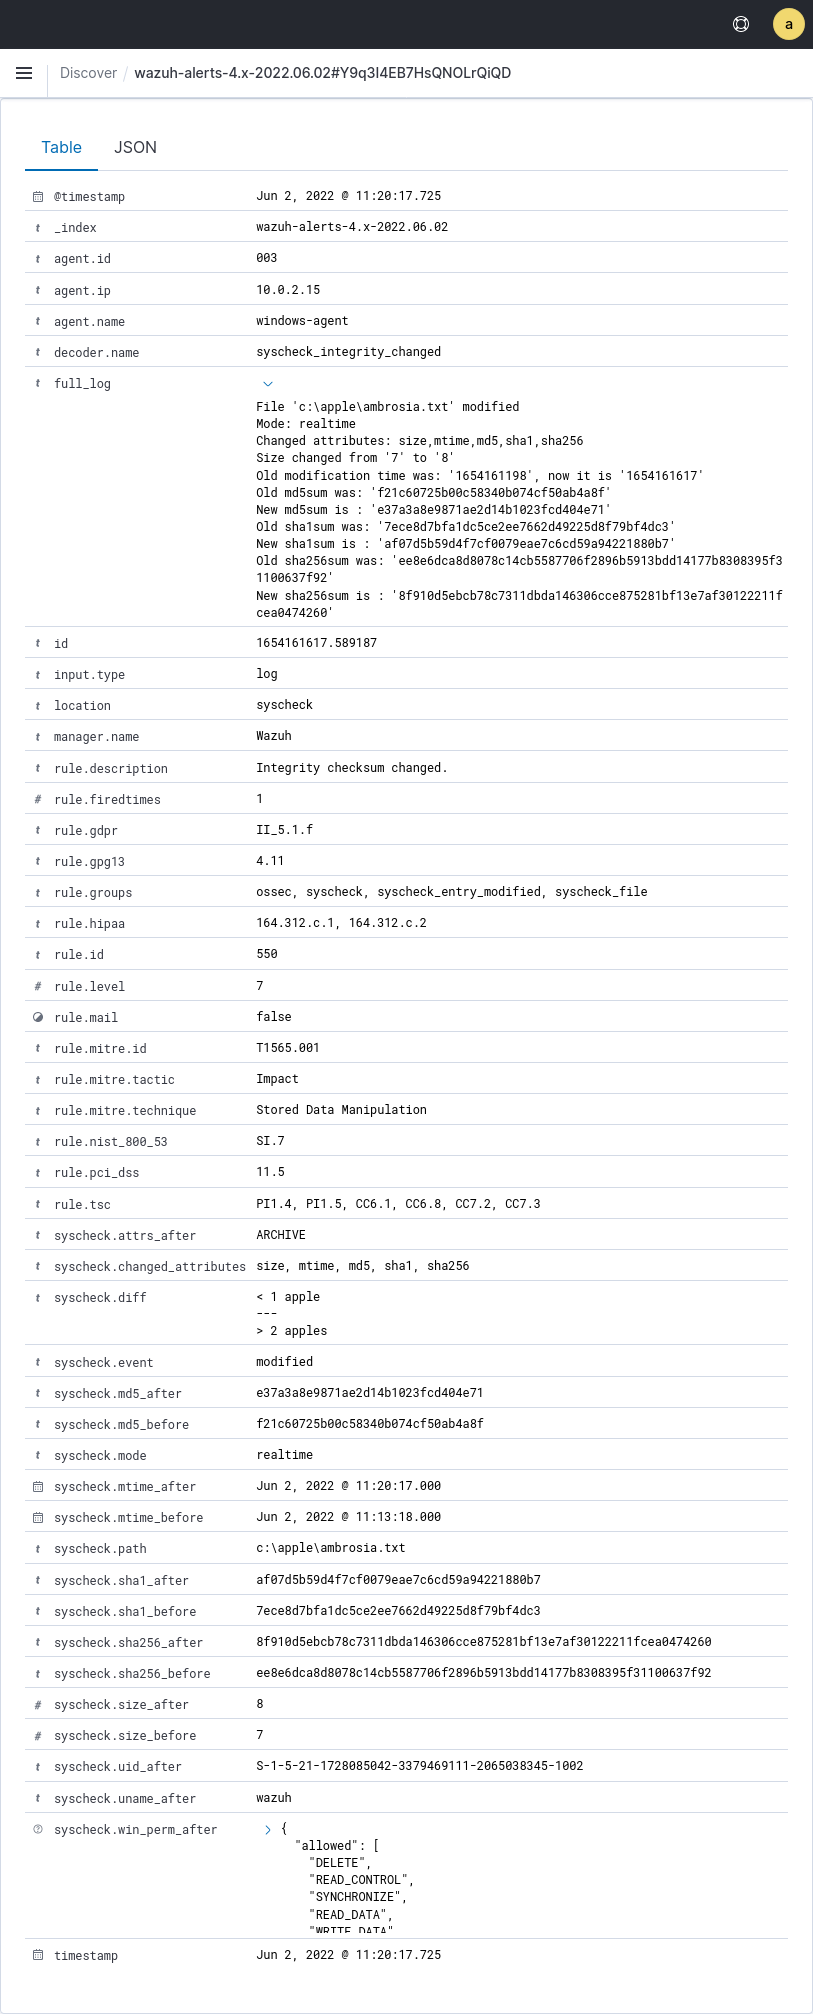 a
Discover / wazuh-alerts-4.x-2022.06.02#Y9q3I4EB7HsQNOLrQiQD
Table JSON
@timestamp Jun 2, 2022 @ 11:20:17.725
t _index wazuh-alerts-4.x-2022.06.02
t agent.id 003
t agent.ip 10.0.2.15
t agent.name windows-agent
t decoder.name syscheck_integrity_changed
t full_log
File 'c:\apple\ambrosia.txt' modified
Mode: realtime
Changed attributes: size,mtime,md5,sha1,sha256
Size changed from '7' to '8'
Old modification time was: '1654161198', now it is '1654161617'
Old md5sum was: 'f21c60725b00c58340b074cf50ab4a8f'
New md5sum is : 'e37a3a8e9871ae2d14b1023fcd404e71'
Old sha1sum was: '7ece8d7bfa1dc5ce2ee7662d49225d8f79bf4dc3'
New sha1sum is : 'af07d5b59d4f7cf0079eae7c6cd59a94221880b7'
Old sha256sum was: 'ee8e6dca8d8078c14cb5587706f2896b5913bdd14177b8308395f3
1100637f92'
New sha256sum is : '8f910d5ebcb78c7311dbda146306cce875281bf13e7af30122211f
cea0474260'
t id 1654161617.589187
t input.type log
t location syscheck
t manager.name Wazuh
t rule.description Integrity checksum changed.
# rule.firedtimes 1
t rule.gdpr II_5.1.f
t rule.gpg13 4.11
t rule.groups ossec, syscheck, syscheck_entry_modified, syscheck_file
t rule.hipaa 164.312.c.1, 164.312.c.2
t rule.id 550
# rule.level 7
rule.mail false
t rule.mitre.id T1565.001
t rule.mitre.tactic Impact
t rule.mitre.technique Stored Data Manipulation
t rule.nist_800_53 SI.7
t rule.pci_dss 11.5
t rule.tsc PI1.4, PI1.5, CC6.1, CC6.8, CC7.2, CC7.3
t syscheck.attrs_after ARCHIVE
t syscheck.changed_attributes size, mtime, md5, sha1, sha256
t syscheck.diff < 1 apple
---
> 2 apples
t syscheck.event modified
t syscheck.md5_after e37a3a8e9871ae2d14b1023fcd404e71
t syscheck.md5_before f21c60725b00c58340b074cf50ab4a8f
t syscheck.mode realtime
syscheck.mtime_after Jun 2, 2022 @ 11:20:17.000
syscheck.mtime_before Jun 2, 2022 @ 11:13:18.000
t syscheck.path c:\apple\ambrosia.txt
t syscheck.sha1_after af07d5b59d4f7cf0079eae7c6cd59a94221880b7
t syscheck.sha1_before 7ece8d7bfa1dc5ce2ee7662d49225d8f79bf4dc3
t syscheck.sha256_after 8f910d5ebcb78c7311dbda146306cce875281bf13e7af30122211fcea0474260
t syscheck.sha256_before ee8e6dca8d8078c14cb5587706f2896b5913bdd14177b8308395f31100637f92
# syscheck.size_after 8
# syscheck.size_before 7
t syscheck.uid_after S-1-5-21-1728085042-3379469111-2065038345-1002
t syscheck.uname_after wazuh
? syscheck.win_perm_after {
"allowed": [
"DELETE",
"READ_CONTROL",
"SYNCHRONIZE",
"READ_DATA",
"WRITE_DATA"
timestamp Jun 2, 2022 @ 11:20:17.725